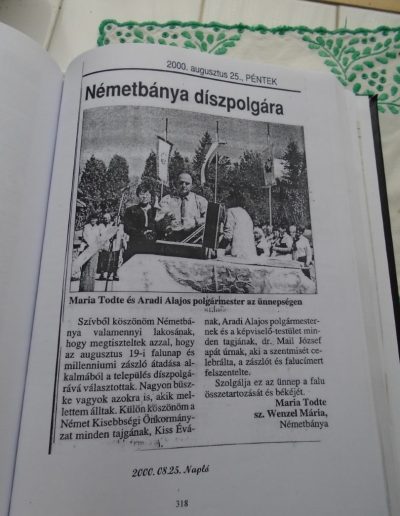 2000. augusztus 25., PÉNTEK
Németbánya díszpolgára
Maria Todte és Aradi Alajos polgármester az ünnepségen
Szívből köszönöm Németbá-
nya valamennyi lakosának,
hogy megtiszteltek azzal, hogy
az augusztus 19-i falunap és
millenniumi zászló átadása al-
kalmából a település díszpolgá-
rává választottak. Nagyon büsz-
ke vagyok azokra is, akik mel-
lettem álltak. Külön köszönöm a
Német Kisebbségi Önkormány-
zat minden tagjának, Kiss Évá-
nak, Aradi Alajos polgármester-
nek és a képviselő-testület min-
den tagjának, dr. Mail József
apát úrnak, aki a szentmisét ce-
lebrálta, a zászlót és falucímert
felszentelte.
Szolgálja ez az ünnep a falu
összetartozását és békéjét.
Maria Todte
sz. Wenzel Mária,
Németbánya
2000.08.25. Napló
318